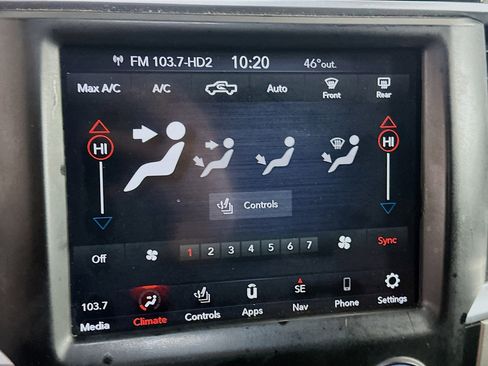 FM 103.7-HD2 10:20 46°out.
Max A/C A/C Auto Front Rear
HI HI
Controls
Off 1 2 3 4 5 6 7 Sync
103.7 SE
Media Climate Controls Apps Nav Phone Settings